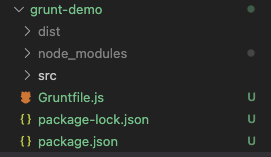 grunt-demo
dist
node_modules
src
Gruntfile.js U
{ } package-lock.json U
{ } package.json U